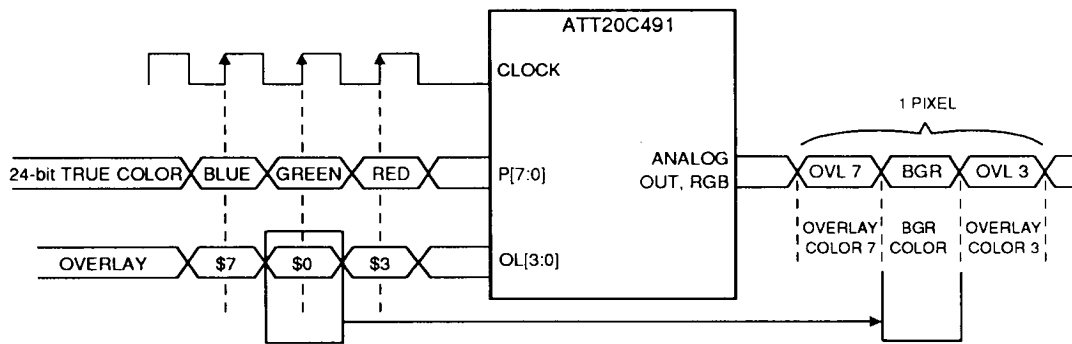 ATT20C491
CLOCK
1 PIXEL
24-bit TRUE COLOR BLUE GREEN RED P[7:0]
ANALOG
OUT, RGB
OVL 7 BGR OVL 3
OVERLAY
COLOR 7
BGR
COLOR
OVERLAY
COLOR 3
OVERLAY $7 $0 $3 OL[3:0]